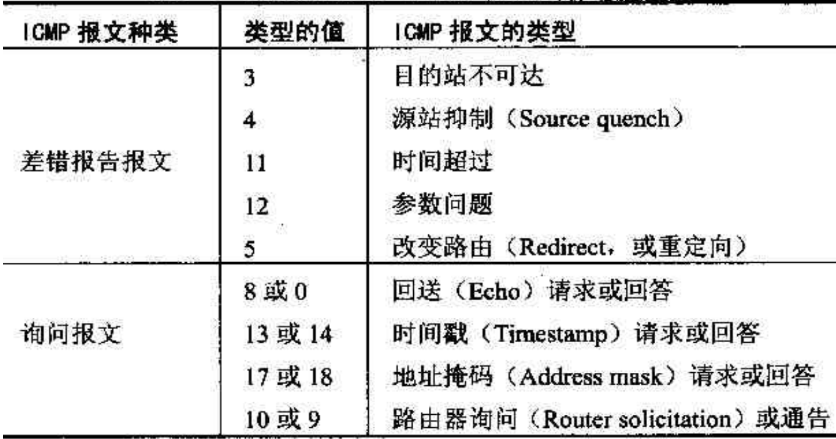 ICMP 报文种类 类型的值 ICMP 报文的类型
3 目的站不可达
4 源站抑制（Source quench）
差错报告报文 11 时间超过
12 参数问题
5 改变路由（Redirect，或重定向）
8 或 0 回送（Echo）请求或回答
询问报文 13 或 14 时间戳（Timestamp）请求或回答
17 或 18 地址掩码（Address mask）请求或回答
10 或 9 路由器询问（Router solicitation）或通告